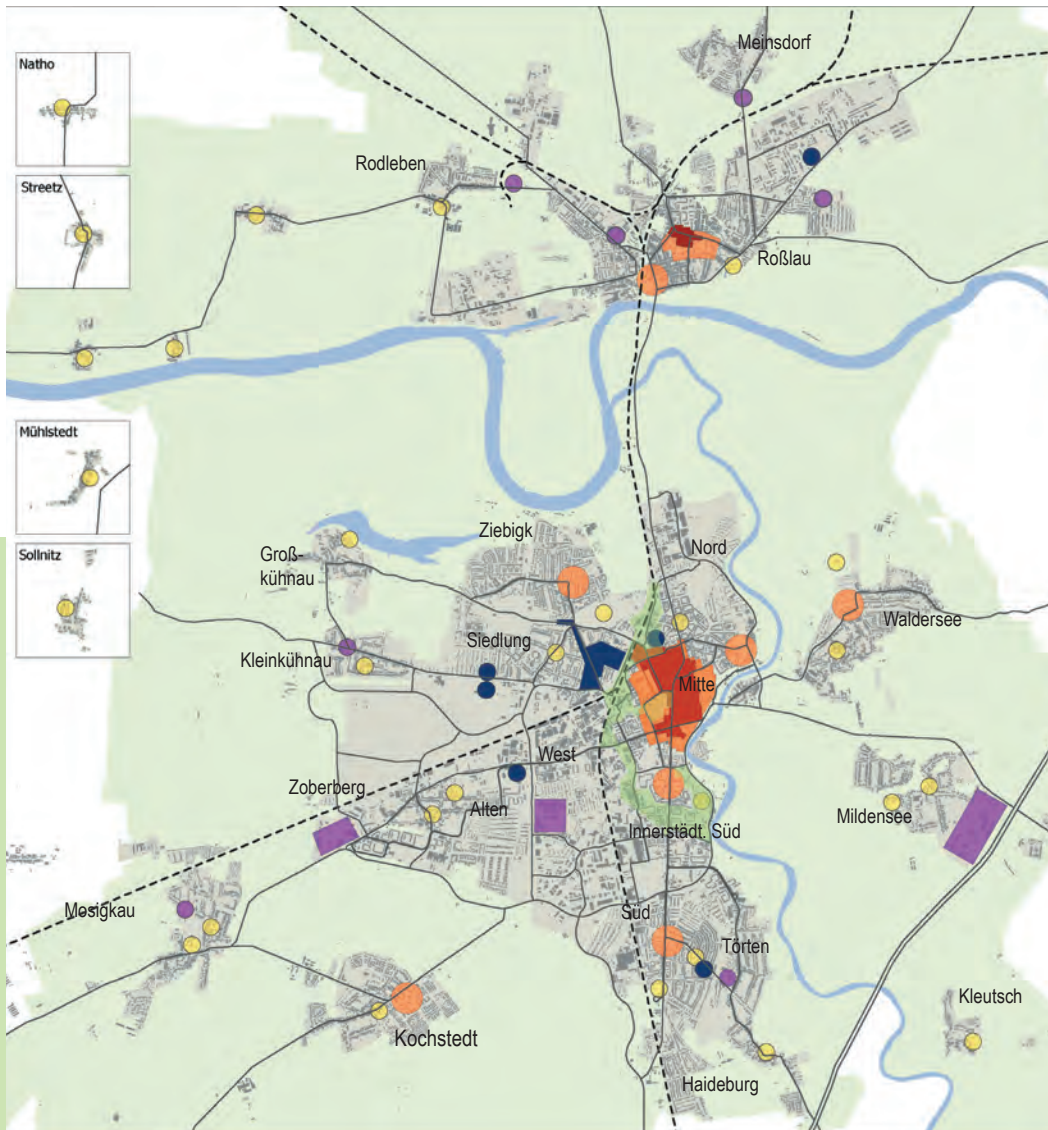 Natho
Meinsdorf
Rodleben
Streetz
Roßlau
Mühlstedt
Ziebigk
Sollnitz
Groß-
kühnau
Nord
Waldersee
Siedlung
Kleinkühnau
Mitte
West
Zoberberg
Alten
Mildensee
Innerstädt. Süd
Mosigkau
Süd
Törten
Kleutsch
Kochstedt
Haideburg